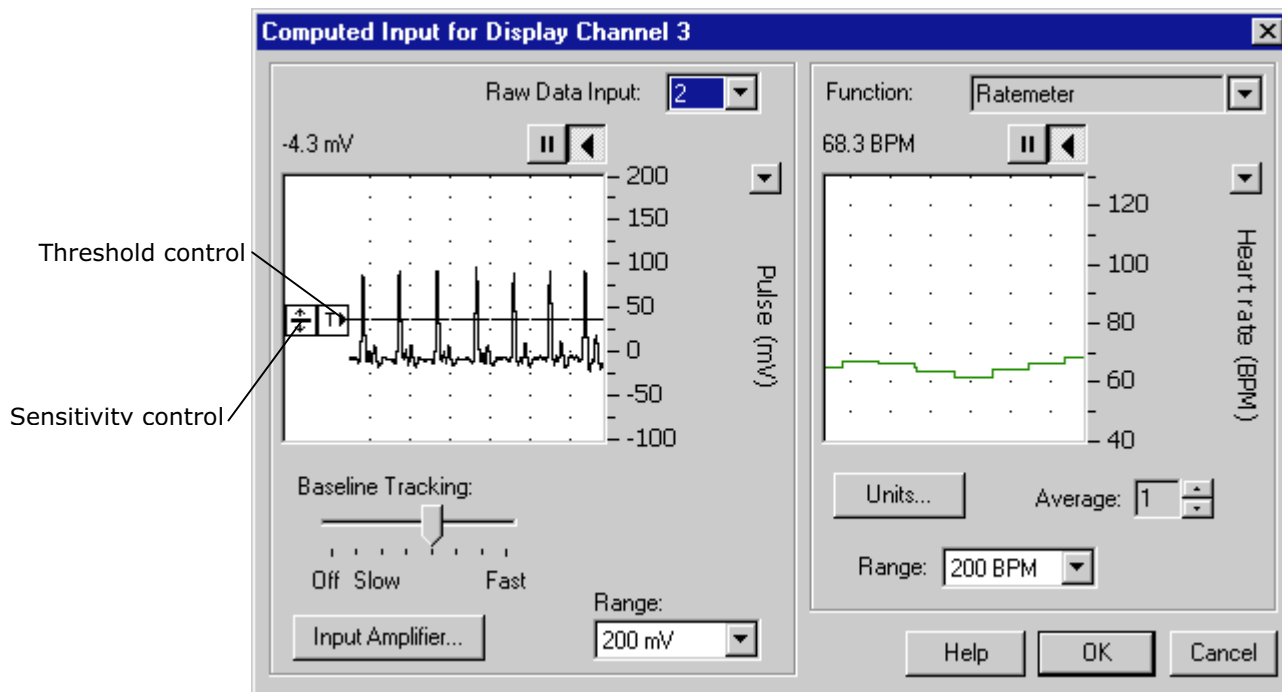 Computed Input for Display Channel 3
Raw Data Input: 2
-4.3 mV
200
150
100
50
0
-50
-100
Pulse (mV)
Threshold control
T
Sensitivity control
Baseline Tracking:
Off Slow Fast
Input Amplifier...
Range:
200 mV
Function: Ratemeter
68.3 BPM
120
100
80
60
40
Heartrate (BPM)
Units...
Average: 1
Range: 200 BPM
Help OK Cancel